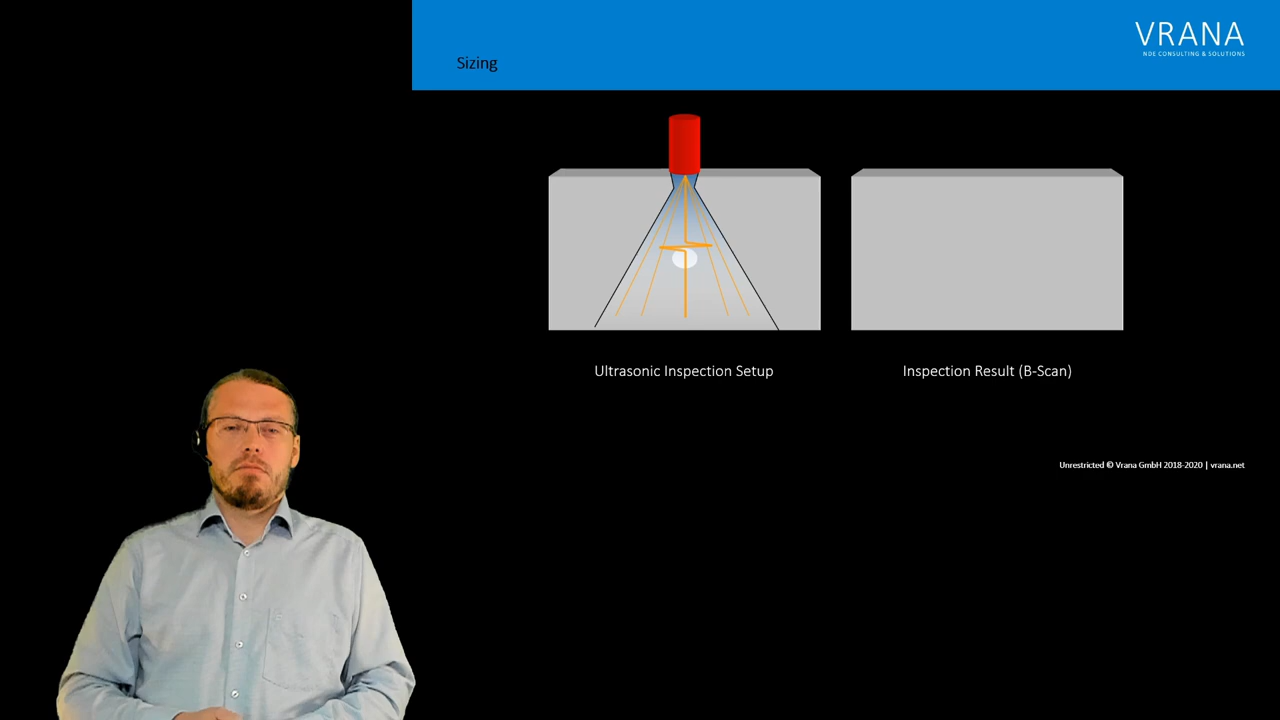 VRANA
NDE CONSULTING & SOLUTIONS
Sizing
Ultrasonic Inspection Setup
Inspection Result (B-Scan)
Unrestricted © Vrana GmbH 2018-2020 | vrana.net